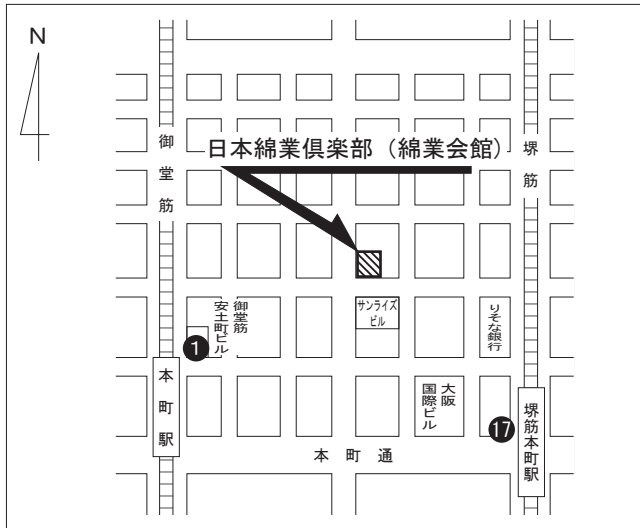 N
日本綿業倶楽部（綿業会館）
御堂筋
堺筋
サンライズ
ビル
御堂筋
安土町ビル
りそな銀行
1
本町駅
大阪
国際ビル
17
堺筋本町駅
本町通